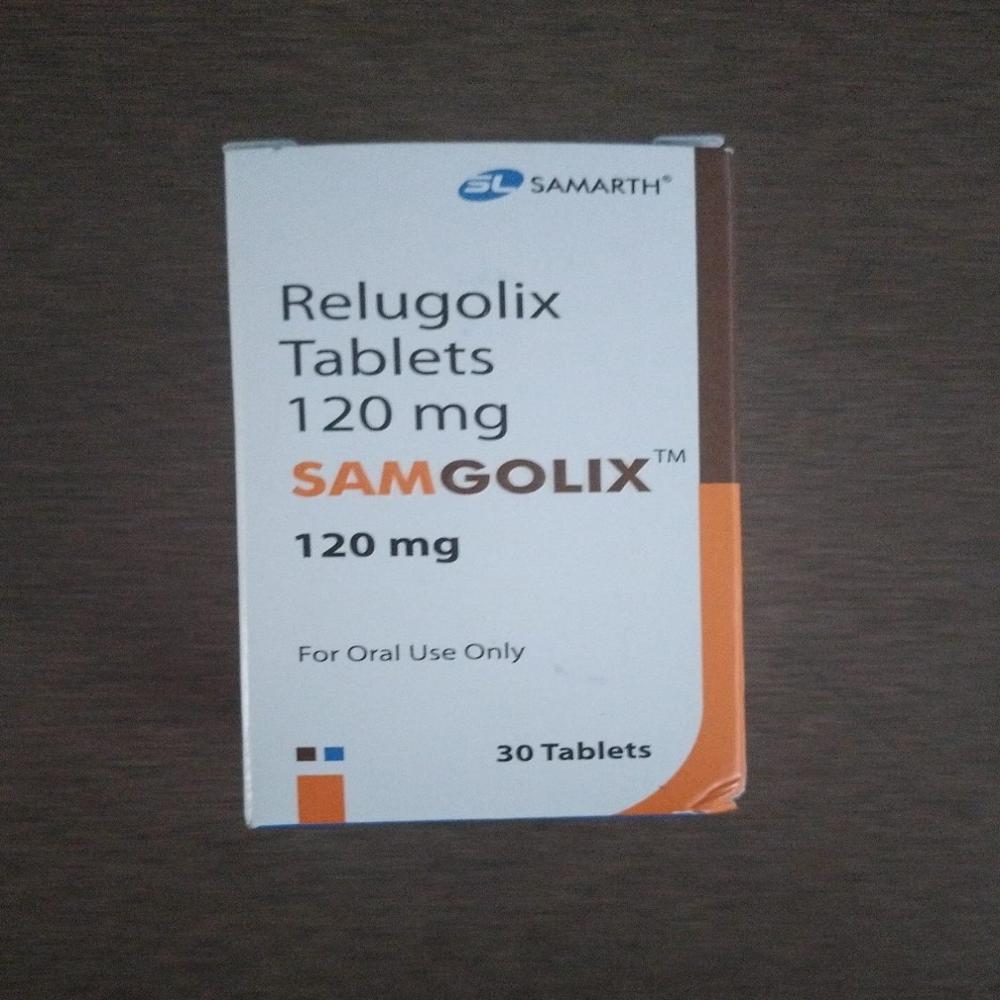 SL SAMARTH®
Relugolix
Tablets
120 mg
SAMGOLIX™
120 mg
For Oral Use Only
30 Tablets